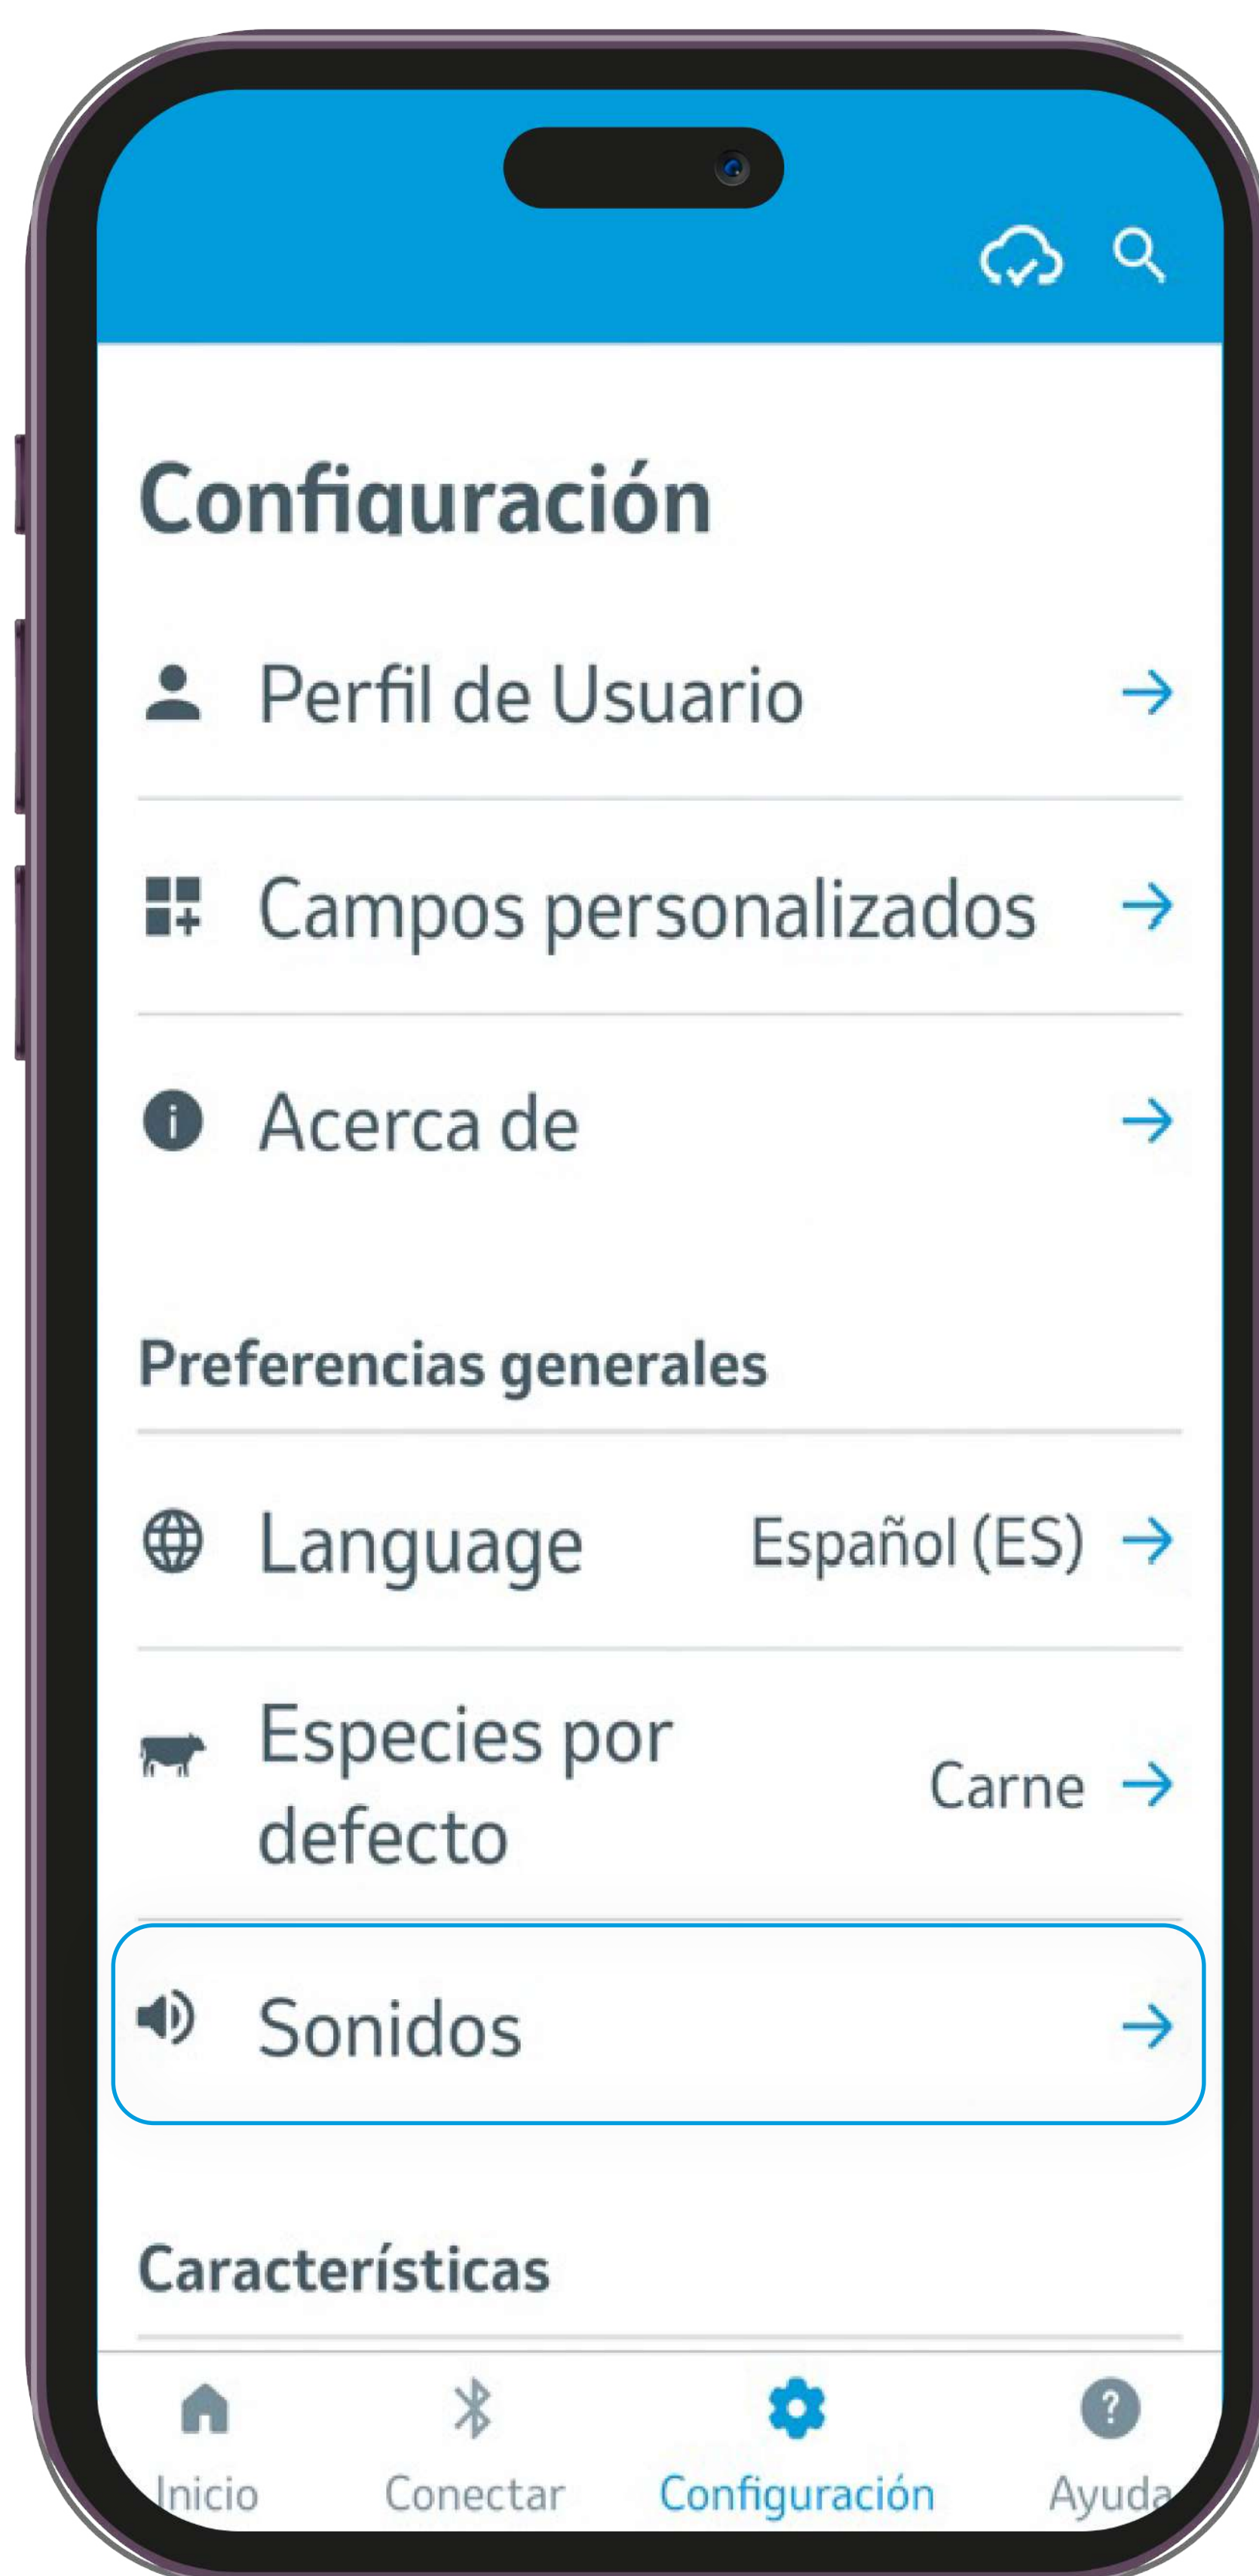 Configuración
Perfil de Usuario
Campos personalizados
Acerca de
Preferencias generales
Language Español (ES)
Especies por
defecto
Carne
Sonidos
Características
Inicio Conectar Configuración Ayuda